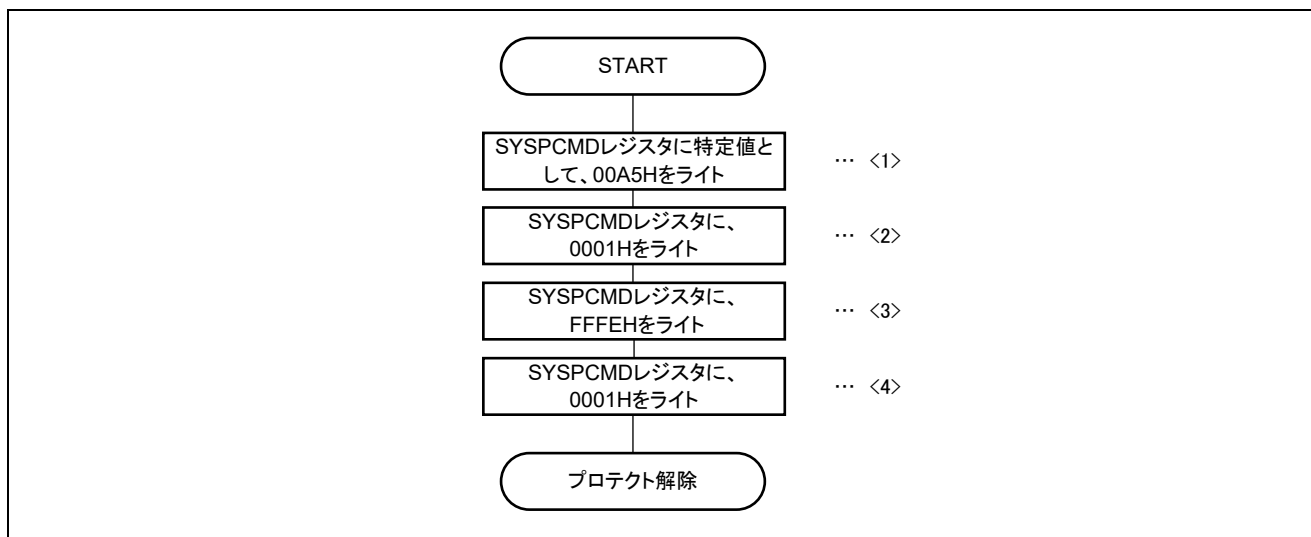 START
SYSPCMDレジスタに特定値と
して、00A5Hをライト
… <1>
SYSPCMDレジスタに、
0001Hをライト
… <2>
SYSPCMDレジスタに、
FFFEHをライト
… <3>
SYSPCMDレジスタに、
0001Hをライト
… <4>
プロテクト解除